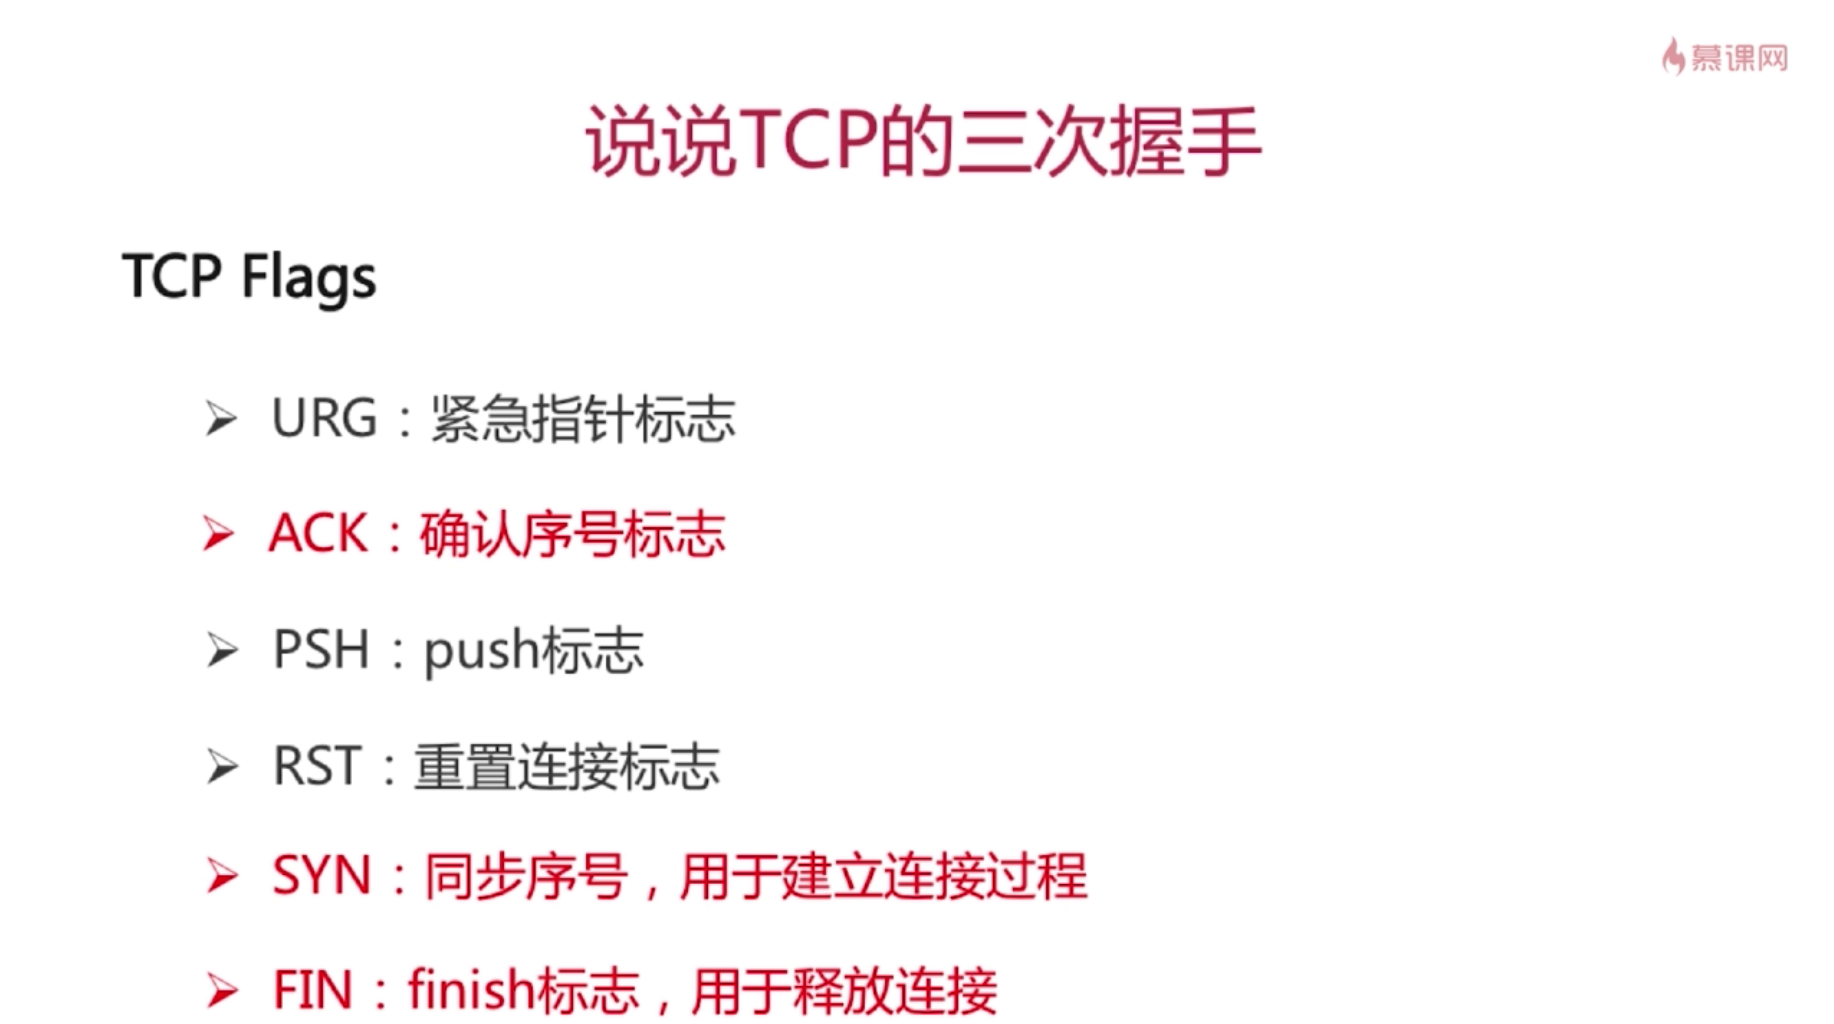 慕课网
说说TCP的三次握手
TCP Flags
➢ URG：紧急指针标志
➢ ACK：确认序号标志
➢ PSH：push标志
➢ RST：重置连接标志
➢ SYN：同步序号，用于建立连接过程
➢ FIN：finish标志，用于释放连接